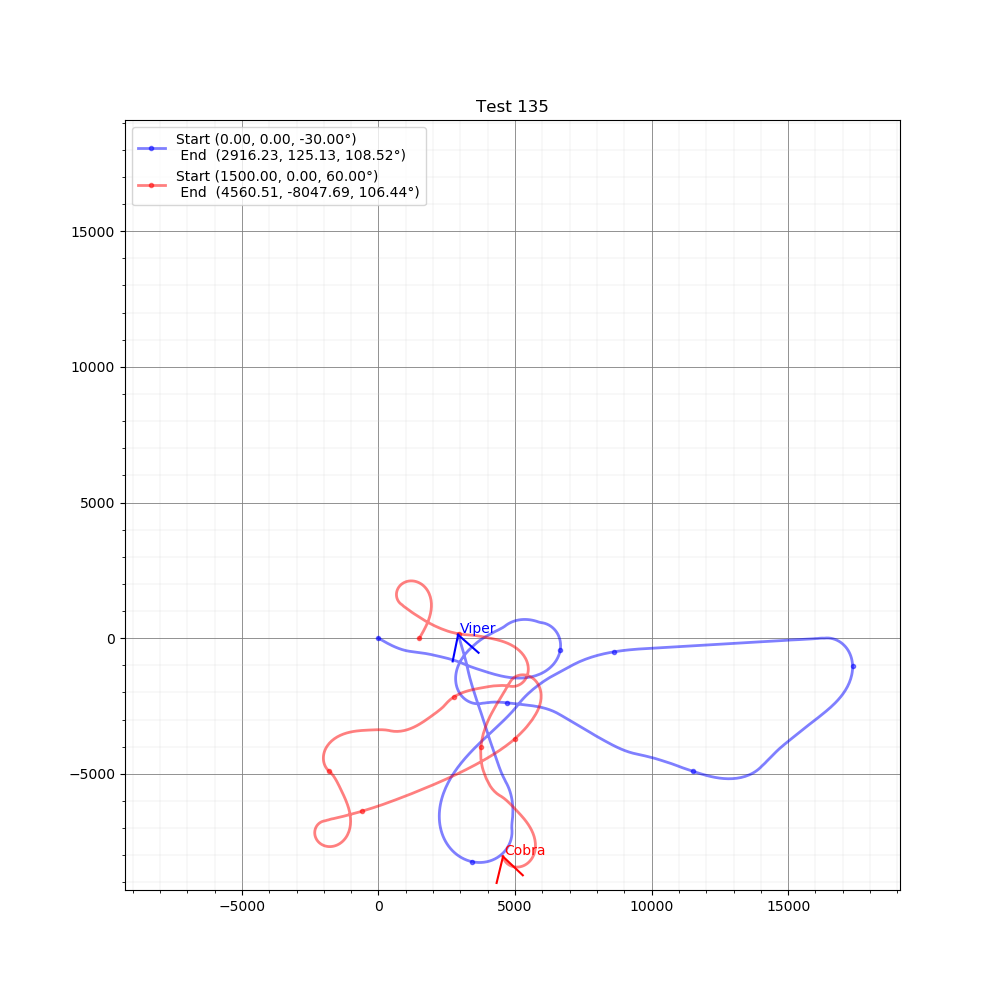 Test 135
Start (0.00, 0.00, -30.00°)
End  (2916.23, 125.13, 108.52°)
Start (1500.00, 0.00, 60.00°)
End  (4560.51, -8047.69, 106.44°)
15000
10000
5000
0
−5000
Viper
Cobra
−5000
0
5000
10000
15000